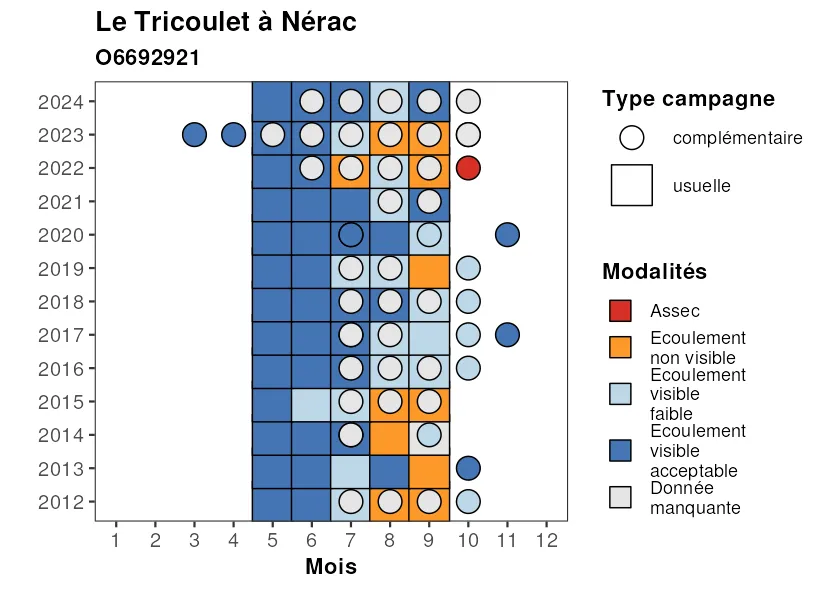 Le Tricoulet à Nérac
O6692921
2024
2023
2022
2021
2020
2019
2018
2017
2016
2015
2014
2013
2012
1 2 3 4 5 6 7 8 9 10 11 12
Mois
Type campagne
complémentaire
usuelle
Modalités
Assec
Ecoulement
non visible
Ecoulement
visible
faible
Ecoulement
visible
acceptable
Donnée
manquante